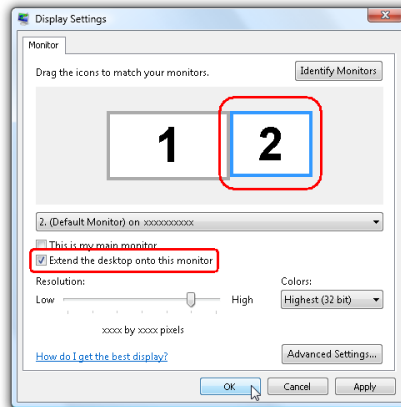 Display Settings
Monitor
Drag the icons to match your monitors.
Identify Monitors
1
2
2. (Default Monitor) on xxxxxxxxxx
This is my main monitor
Extend the desktop onto this monitor
Resolution:
Colors:
Low
High
Highest (32 bit)
xxxx by xxxx pixels
How do I get the best display?
Advanced Settings...
OK
Cancel
Apply